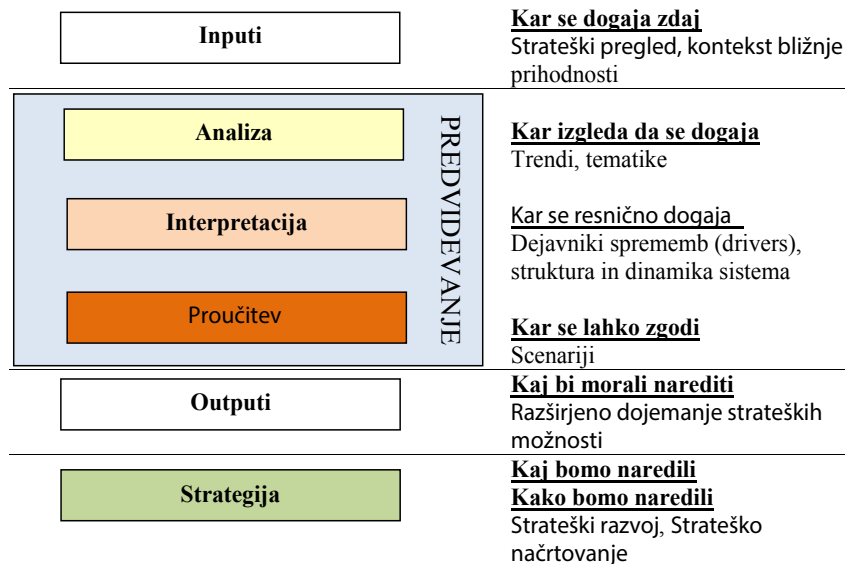 Inputi
Kar se dogaja zdaj
Strateški pregled, kontekst bližnje
prihodnosti
PREDVIDEVANJE
Analiza
Kar izgleda da se dogaja
Trendi, tematike
Interpretacija
Kar se resnično dogaja
Dejavniki sprememb (drivers),
struktura in dinamika sistema
Proučitev
Kar se lahko zgodi
Scenariji
Outputi
Kaj bi morali narediti
Razširjeno dojemanje strateških
možnosti
Strategija
Kaj bomo naredili
Kako bomo naredili
Strateški razvoj, Strateško
načrtovanje